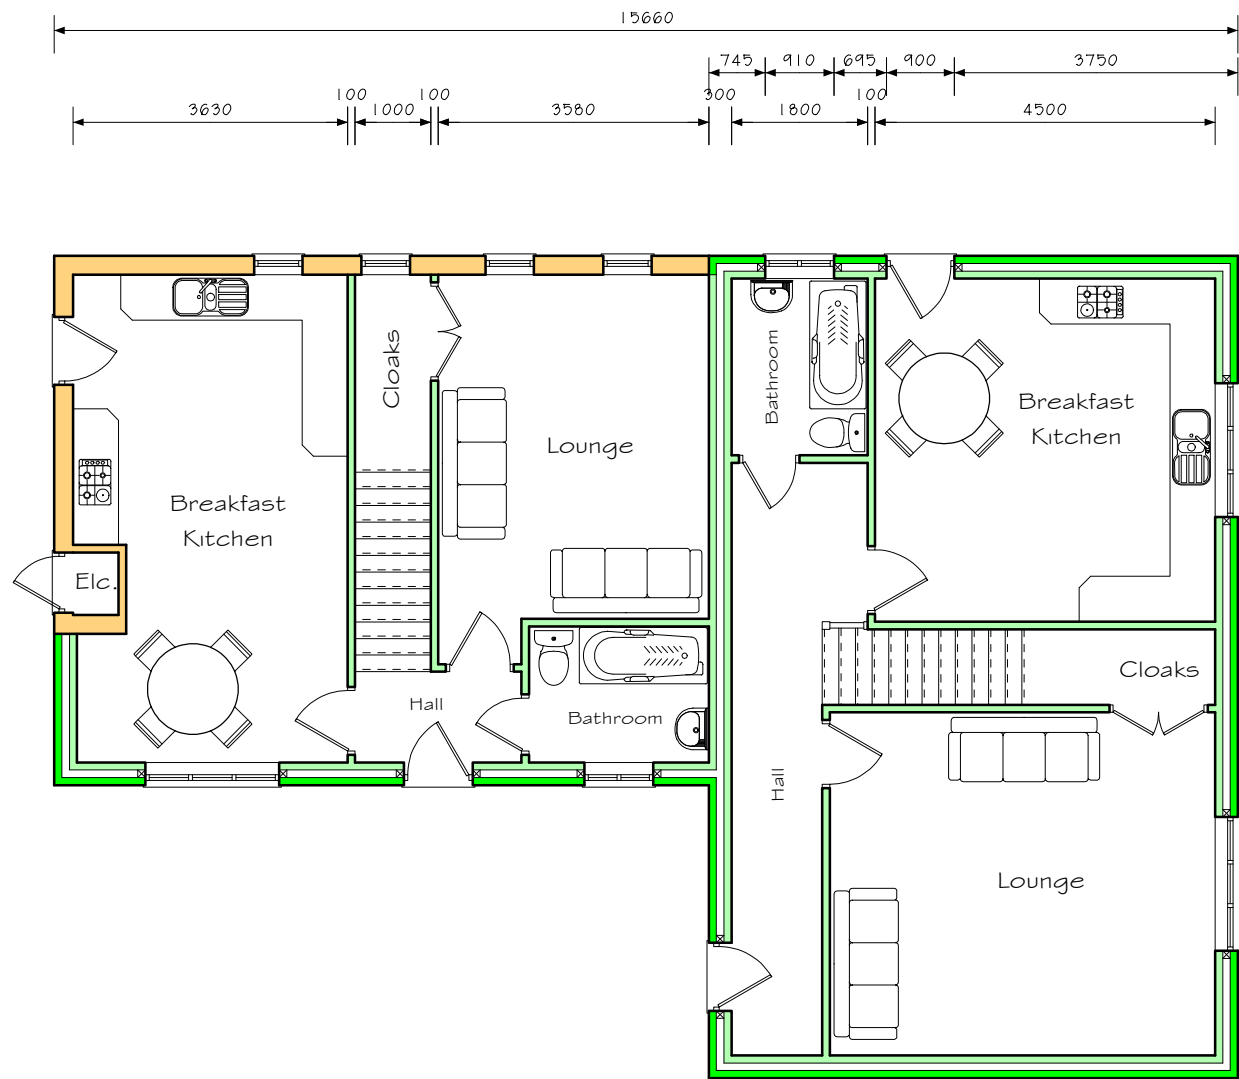 15660
745 910 695 900 3750
100 100 300 100
3630 1000 3580 1800 4500
Cloaks
Bathroom
Breakfast
Kitchen
Lounge
Breakfast
Kitchen
Elc.
Cloaks
Hall
Bathroom
Hall
Lounge